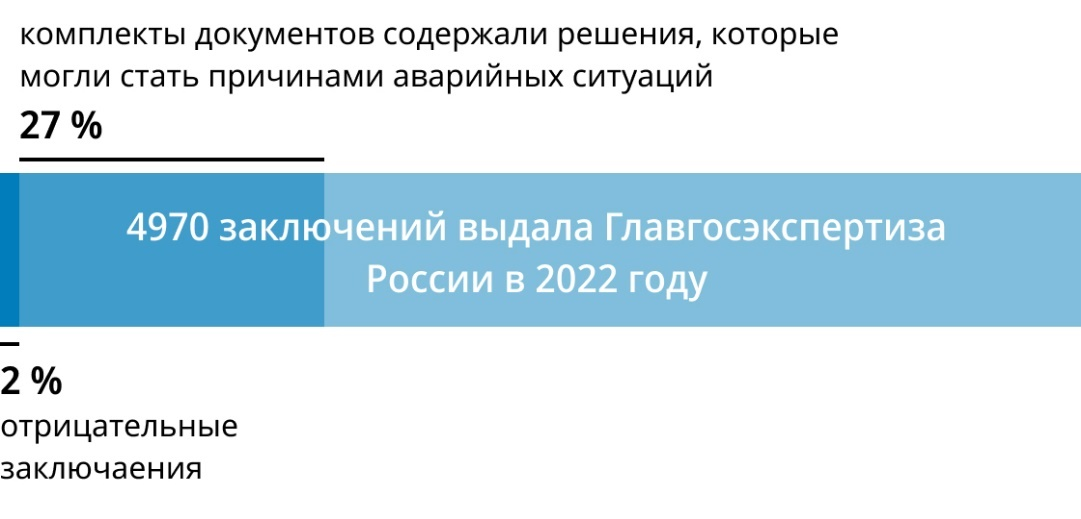 комплекты документов содержали решения, которые
могли стать причинами аварийных ситуаций
27 %
4970 заключений выдала Главгосэкспертиза
России в 2022 году
2 %
отрицательные
заключаения